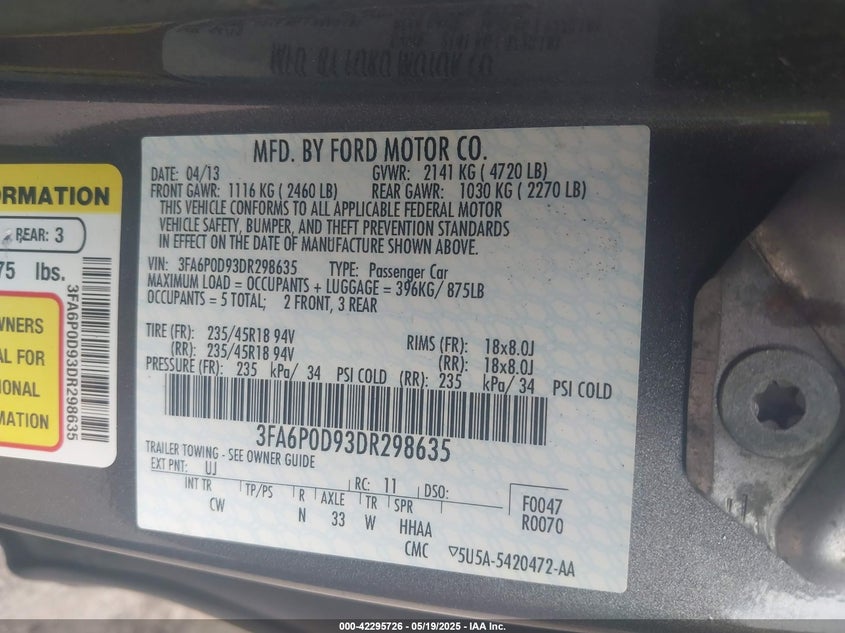 MFD. BY FORD MOTOR CO.
DATE: 04/13 GVWR: 2141 KG ( 4720 LB)
FRONT GAWR: 1116 KG ( 2460 LB) REAR GAWR: 1030 KG ( 2270 LB)
THIS VEHICLE CONFORMS TO ALL APPLICABLE FEDERAL MOTOR
VEHICLE SAFETY, BUMPER, AND THEFT PREVENTION STANDARDS
IN EFFECT ON THE DATE OF MANUFACTURE SHOWN ABOVE.
VIN: 3FA6P0D93DR298635 TYPE: Passenger Car
MAXIMUM LOAD = OCCUPANTS + LUGGAGE = 396KG/ 875LB
OCCUPANTS = 5 TOTAL; 2 FRONT, 3 REAR
TIRE (FR): 235/45R18 94V RIMS (FR): 18x8.0J
(RR): 235/45R18 94V (RR): 18x8.0J
PRESSURE (FR): 235 kPa/ 34 PSI COLD (RR): 235 kPa/ 34 PSI COLD
3FA6P0D93DR298635
TRAILER TOWING - SEE OWNER GUIDE
EXT PNT: UJ RC: 11 DSO:
INT TR TP/PS R AXLE TR SPR F0047
CW N 33 W HHAA R0070
CMC ▽5U5A-5420472-AA
ORMATION
REAR: 3
75 lbs.
WNERS
AL FOR
IONAL
MATION
3FA6P0D93DR298635
000-42295726 - 05/19/2025 - IAA Inc.